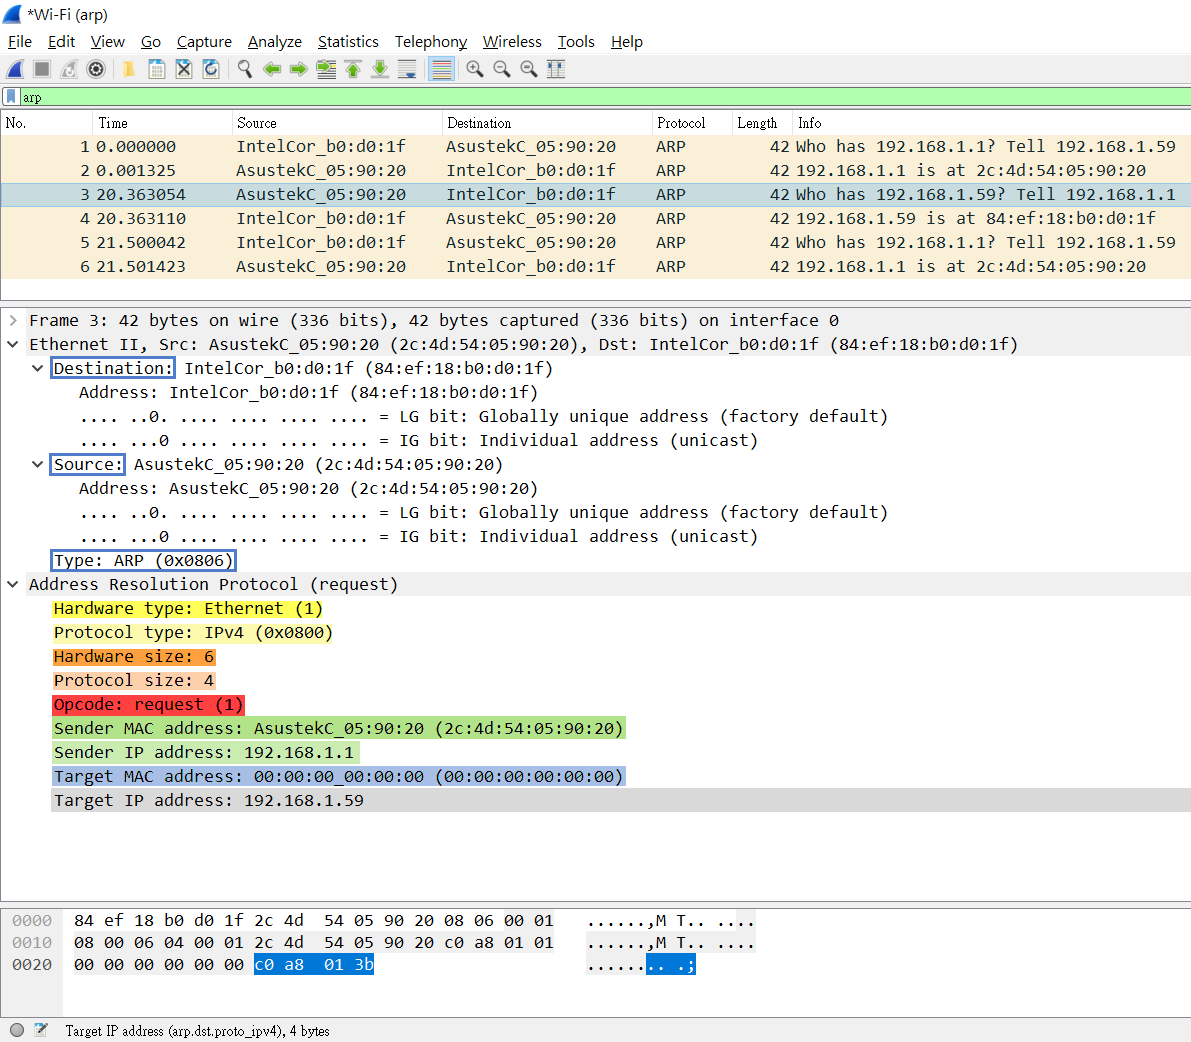 *Wi-Fi (arp)
File Edit View Go Capture Analyze Statistics Telephony Wireless Tools Help
arp
No. Time Source Destination Protocol Length Info
1 0.000000 IntelCor_b0:d0:1f AsustekC_05:90:20 ARP 42 Who has 192.168.1.1? Tell 192.168.1.59
2 0.001325 AsustekC_05:90:20 IntelCor_b0:d0:1f ARP 42 192.168.1.1 is at 2c:4d:54:05:90:20
3 20.363054 AsustekC_05:90:20 IntelCor_b0:d0:1f ARP 42 Who has 192.168.1.59? Tell 192.168.1.1
4 20.363110 IntelCor_b0:d0:1f AsustekC_05:90:20 ARP 42 192.168.1.59 is at 84:ef:18:b0:d0:1f
5 21.500042 IntelCor_b0:d0:1f AsustekC_05:90:20 ARP 42 Who has 192.168.1.1? Tell 192.168.1.59
6 21.501423 AsustekC_05:90:20 IntelCor_b0:d0:1f ARP 42 192.168.1.1 is at 2c:4d:54:05:90:20
Frame 3: 42 bytes on wire (336 bits), 42 bytes captured (336 bits) on interface 0
Ethernet II, Src: AsustekC_05:90:20 (2c:4d:54:05:90:20), Dst: IntelCor_b0:d0:1f (84:ef:18:b0:d0:1f)
Destination: IntelCor_b0:d0:1f (84:ef:18:b0:d0:1f)
Address: IntelCor_b0:d0:1f (84:ef:18:b0:d0:1f)
.... ..0. .... .... .... .... = LG bit: Globally unique address (factory default)
.... ...0 .... .... .... .... = IG bit: Individual address (unicast)
Source: AsustekC_05:90:20 (2c:4d:54:05:90:20)
Address: AsustekC_05:90:20 (2c:4d:54:05:90:20)
.... ..0. .... .... .... .... = LG bit: Globally unique address (factory default)
.... ...0 .... .... .... .... = IG bit: Individual address (unicast)
Type: ARP (0x0806)
Address Resolution Protocol (request)
Hardware type: Ethernet (1)
Protocol type: IPv4 (0x0800)
Hardware size: 6
Protocol size: 4
Opcode: request (1)
Sender MAC address: AsustekC_05:90:20 (2c:4d:54:05:90:20)
Sender IP address: 192.168.1.1
Target MAC address: 00:00:00_00:00:00 (00:00:00:00:00:00)
Target IP address: 192.168.1.59
0000 84 ef 18 b0 d0 1f 2c 4d 54 05 90 20 08 06 00 01 ......,M T.. ....
0010 08 00 06 04 00 01 2c 4d 54 05 90 20 c0 a8 01 01 ......,M T.. ....
0020 00 00 00 00 00 00 c0 a8 01 3b ........ .;
Target IP address (arp.dst.proto_ipv4), 4 bytes